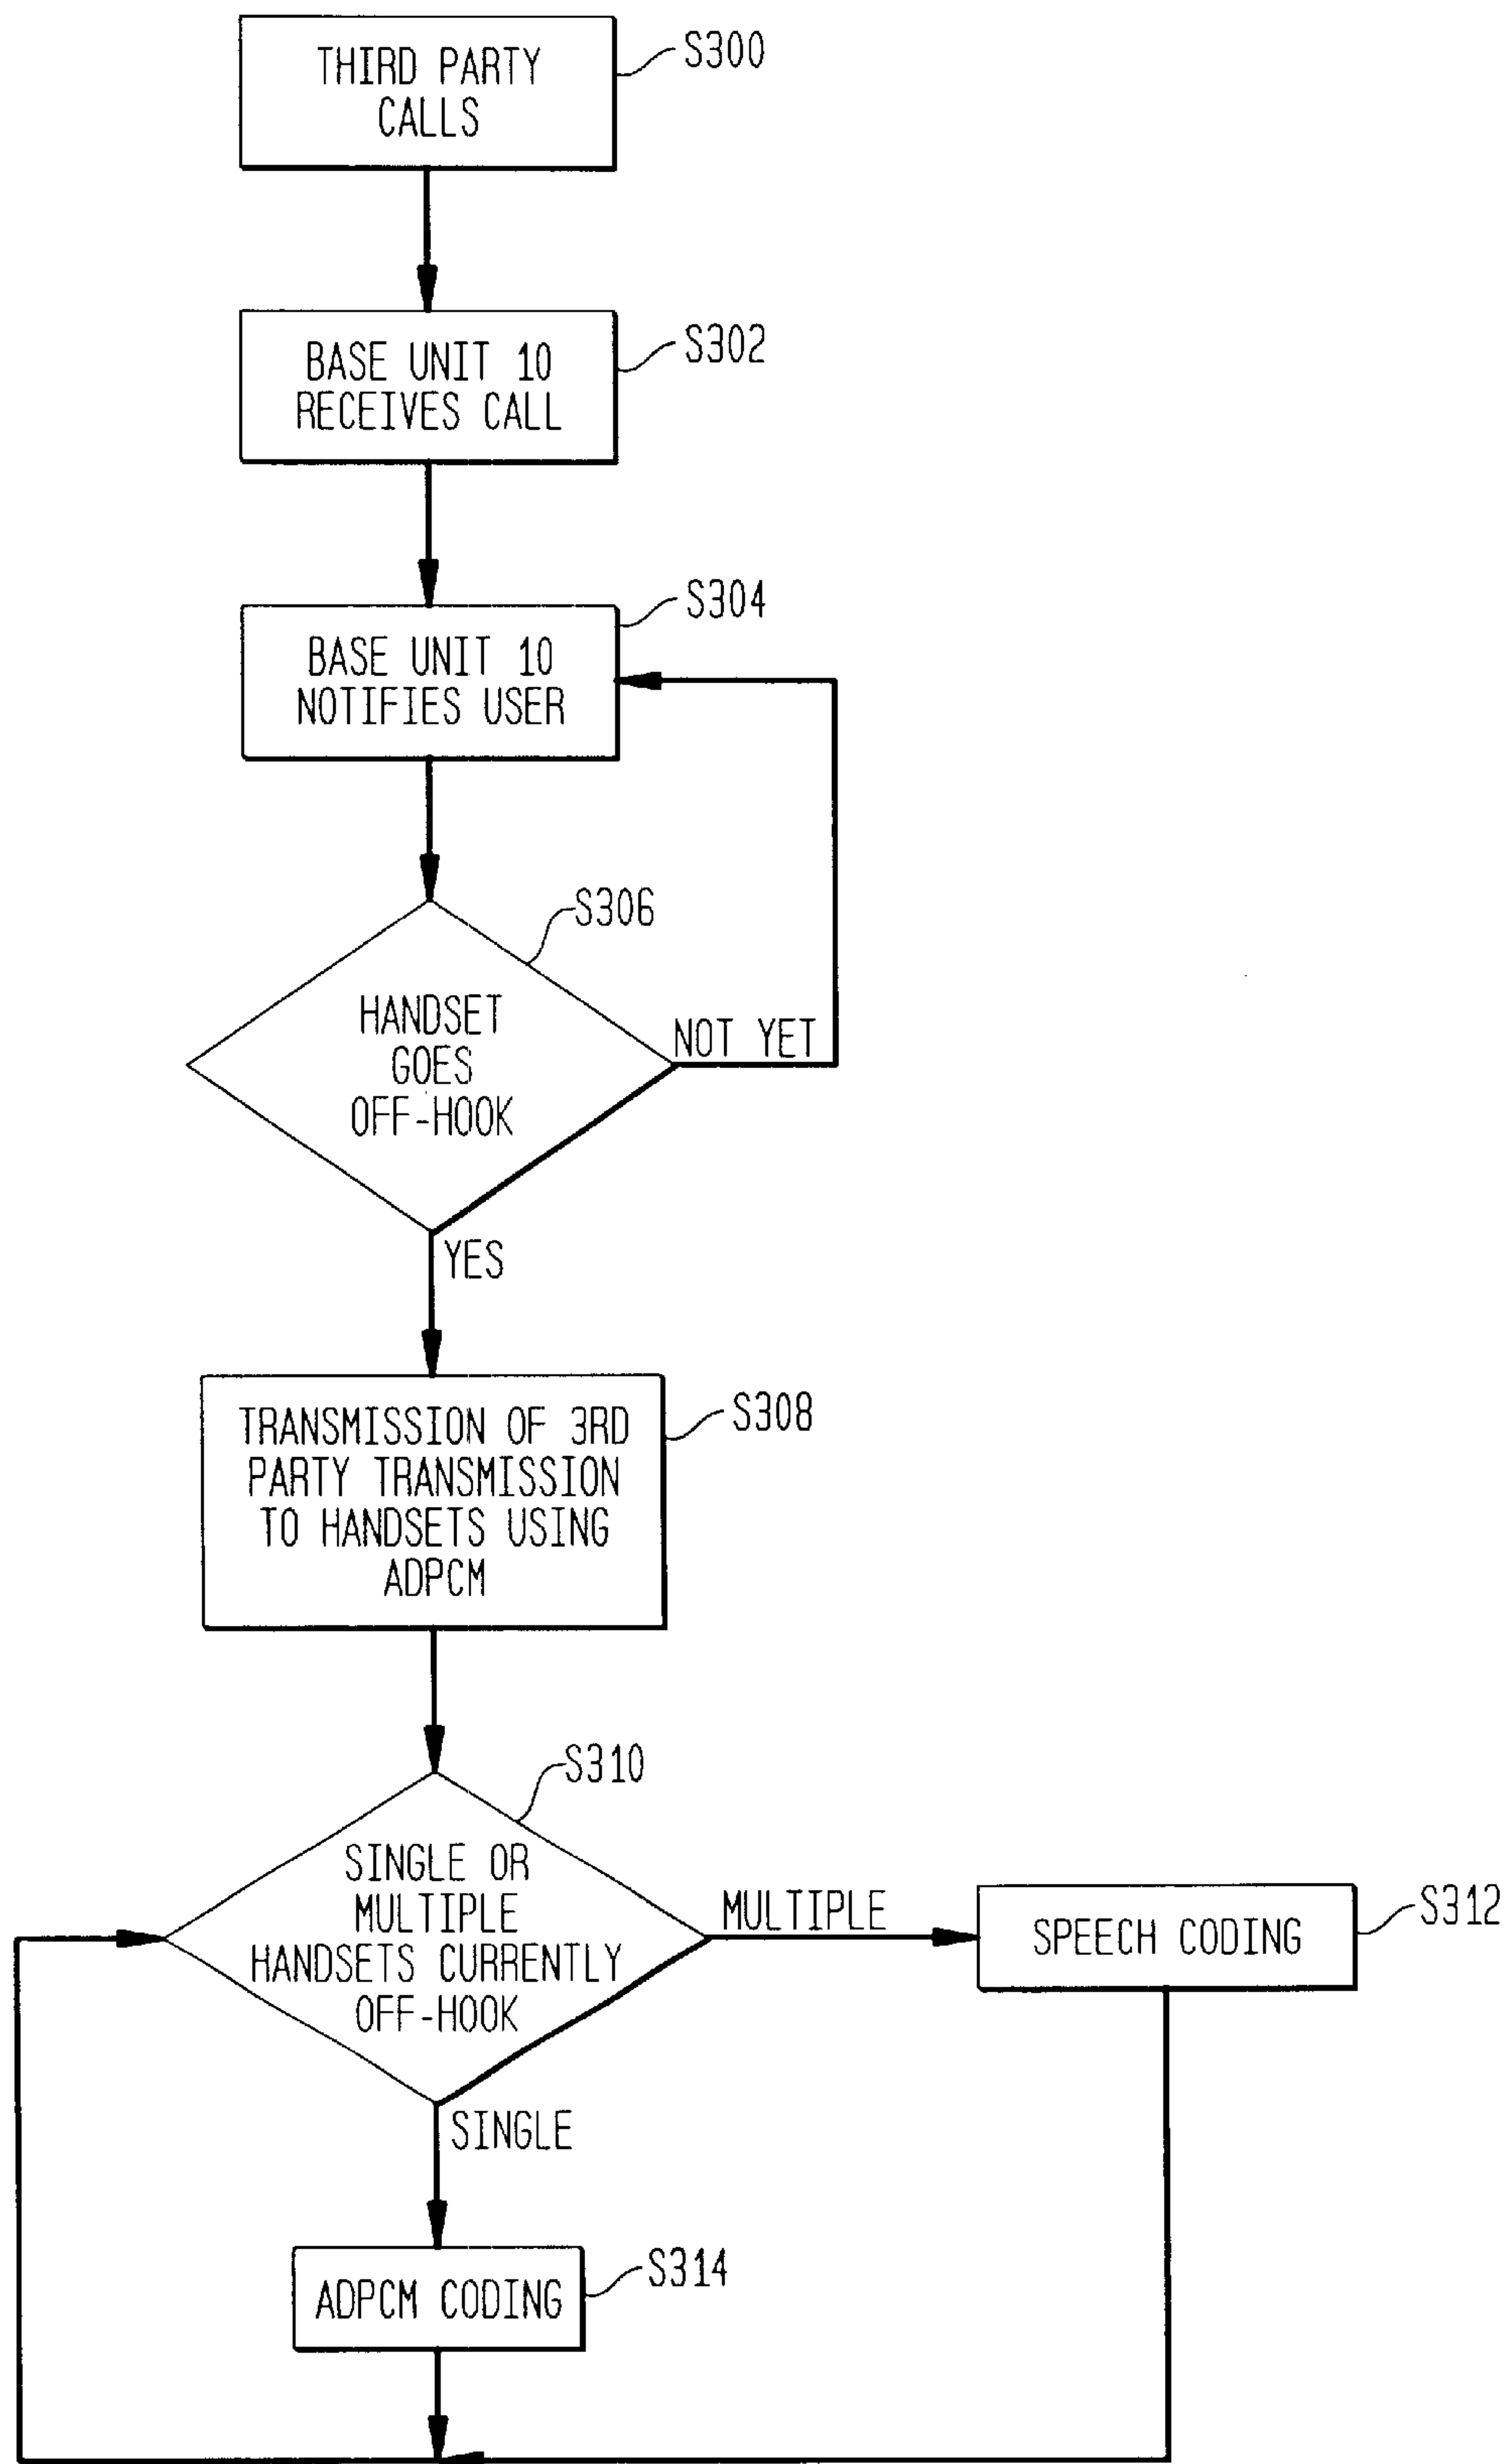 THIRD PARTY
CALLS
S300
BASE UNIT 10
RECEIVES CALL
S302
BASE UNIT 10
NOTIFIES USER
S304
S306
HANDSET
GOES
OFF-HOOK
NOT YET
YES
TRANSMISSION OF 3RD
PARTY TRANSMISSION
TO HANDSETS USING
ADPCM
S308
S310
SINGLE OR
MULTIPLE
HANDSETS CURRENTLY
OFF-HOOK
MULTIPLE
SPEECH CODING
S312
SINGLE
ADPCM CODING
S314